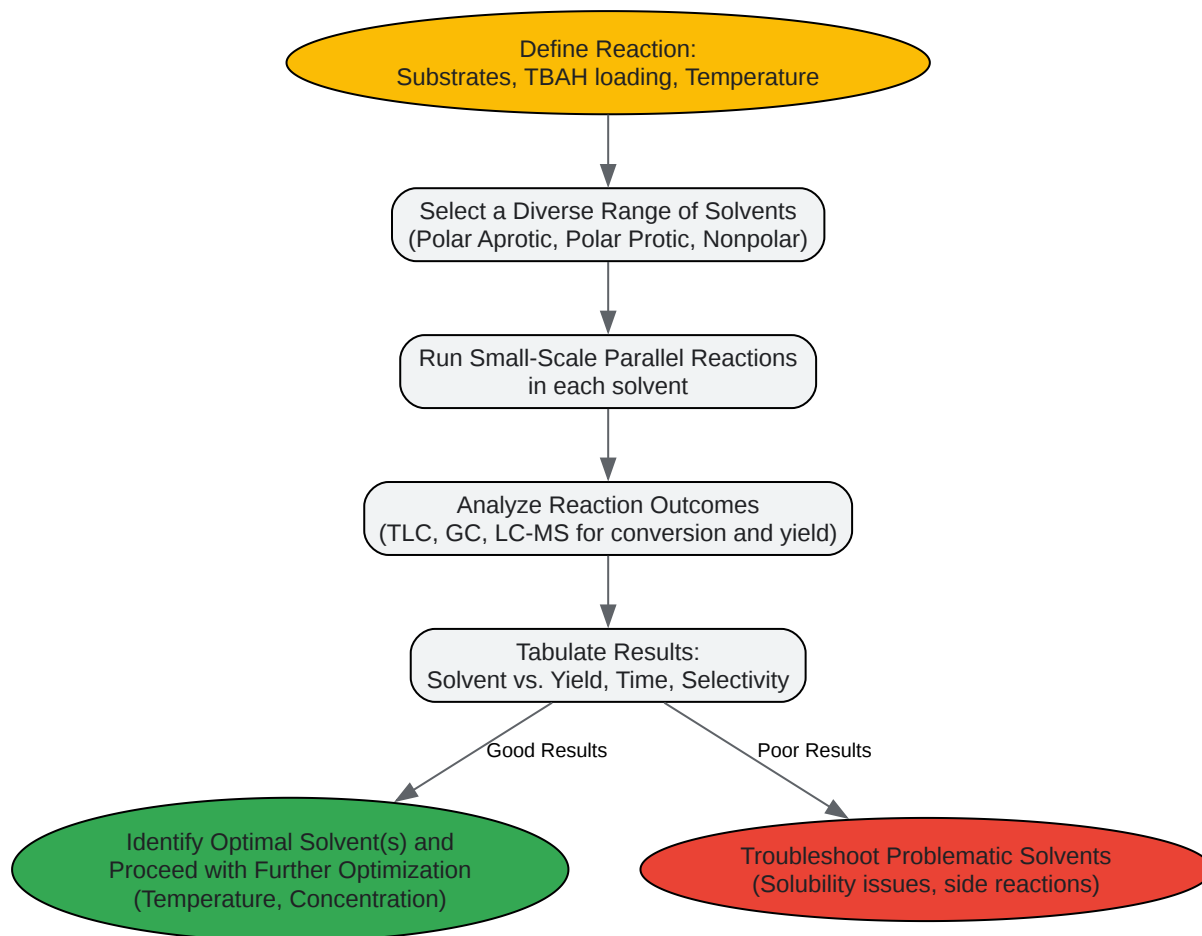 Define Reaction:
Substrates, TBAH loading, Temperature
Select a Diverse Range of Solvents
(Polar Aprotic, Polar Protic, Nonpolar)
Run Small-Scale Parallel Reactions
in each solvent
Analyze Reaction Outcomes
(TLC, GC, LC-MS for conversion and yield)
Tabulate Results:
Solvent vs. Yield, Time, Selectivity
Good Results
Poor Results
Identify Optimal Solvent(s) and
Proceed with Further Optimization
(Temperature, Concentration)
Troubleshoot Problematic Solvents
(Solubility issues, side reactions)